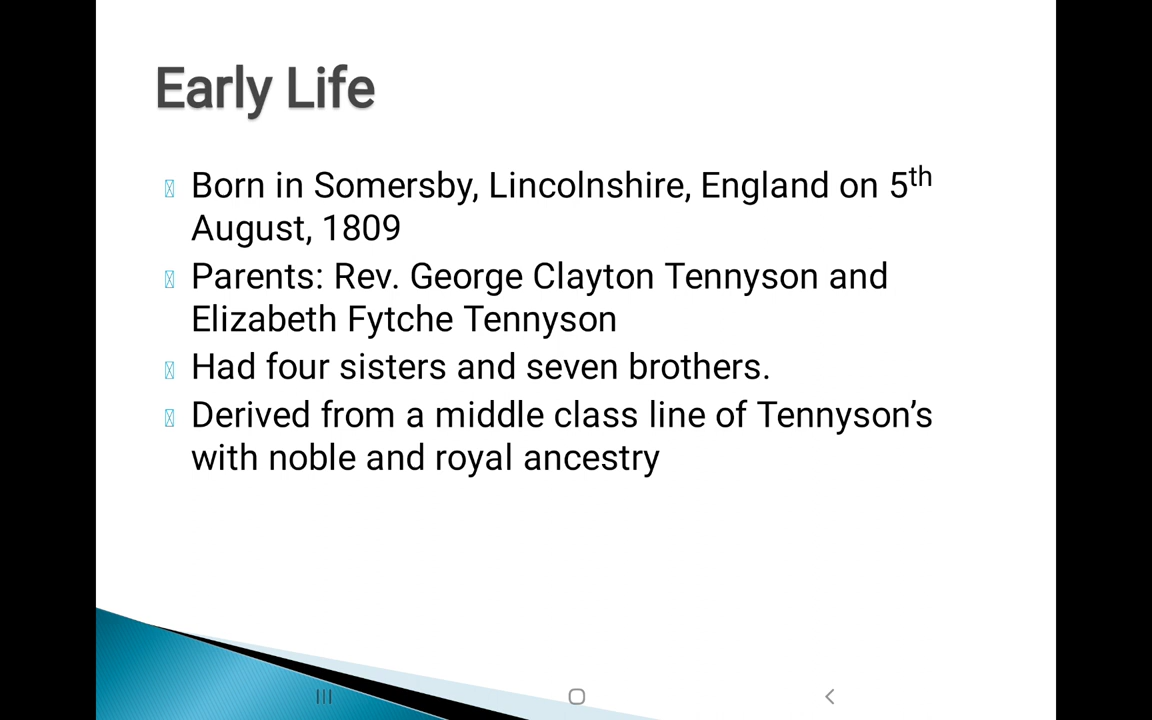 Early Life
Born in Somersby, Lincolnshire, England on 5th
August, 1809
Parents: Rev. George Clayton Tennyson and
Elizabeth Fytche Tennyson
Had four sisters and seven brothers.
Derived from a middle class line of Tennyson’s
with noble and royal ancestry